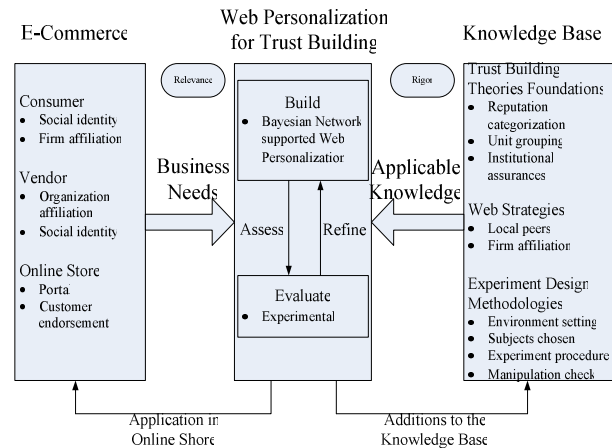 E-Commerce
Web Personalization
for Trust Building
Knowledge Base
Relevance
Rigor
Consumer
• Social identity
• Firm affiliation
Vendor
• Organization
affiliation
• Social identity
Online Store
• Portal
• Customer
endorsement
Business
Needs
Build
• Bayesian Network
supported Web
Personalization
Assess
Refine
Evaluate
• Experimental
Applicable
Knowledge
Trust Building
Theories Foundations
• Reputation
categorization
• Unit grouping
• Institutional
assurances
Web Strategies
• Local peers
• Firm affiliation
Experiment Design
Methodologies
• Environment setting
• Subjects chosen
• Experiment procedure
• Manipulation check
Application in
Online Store
Additions to the
Knowledge Base